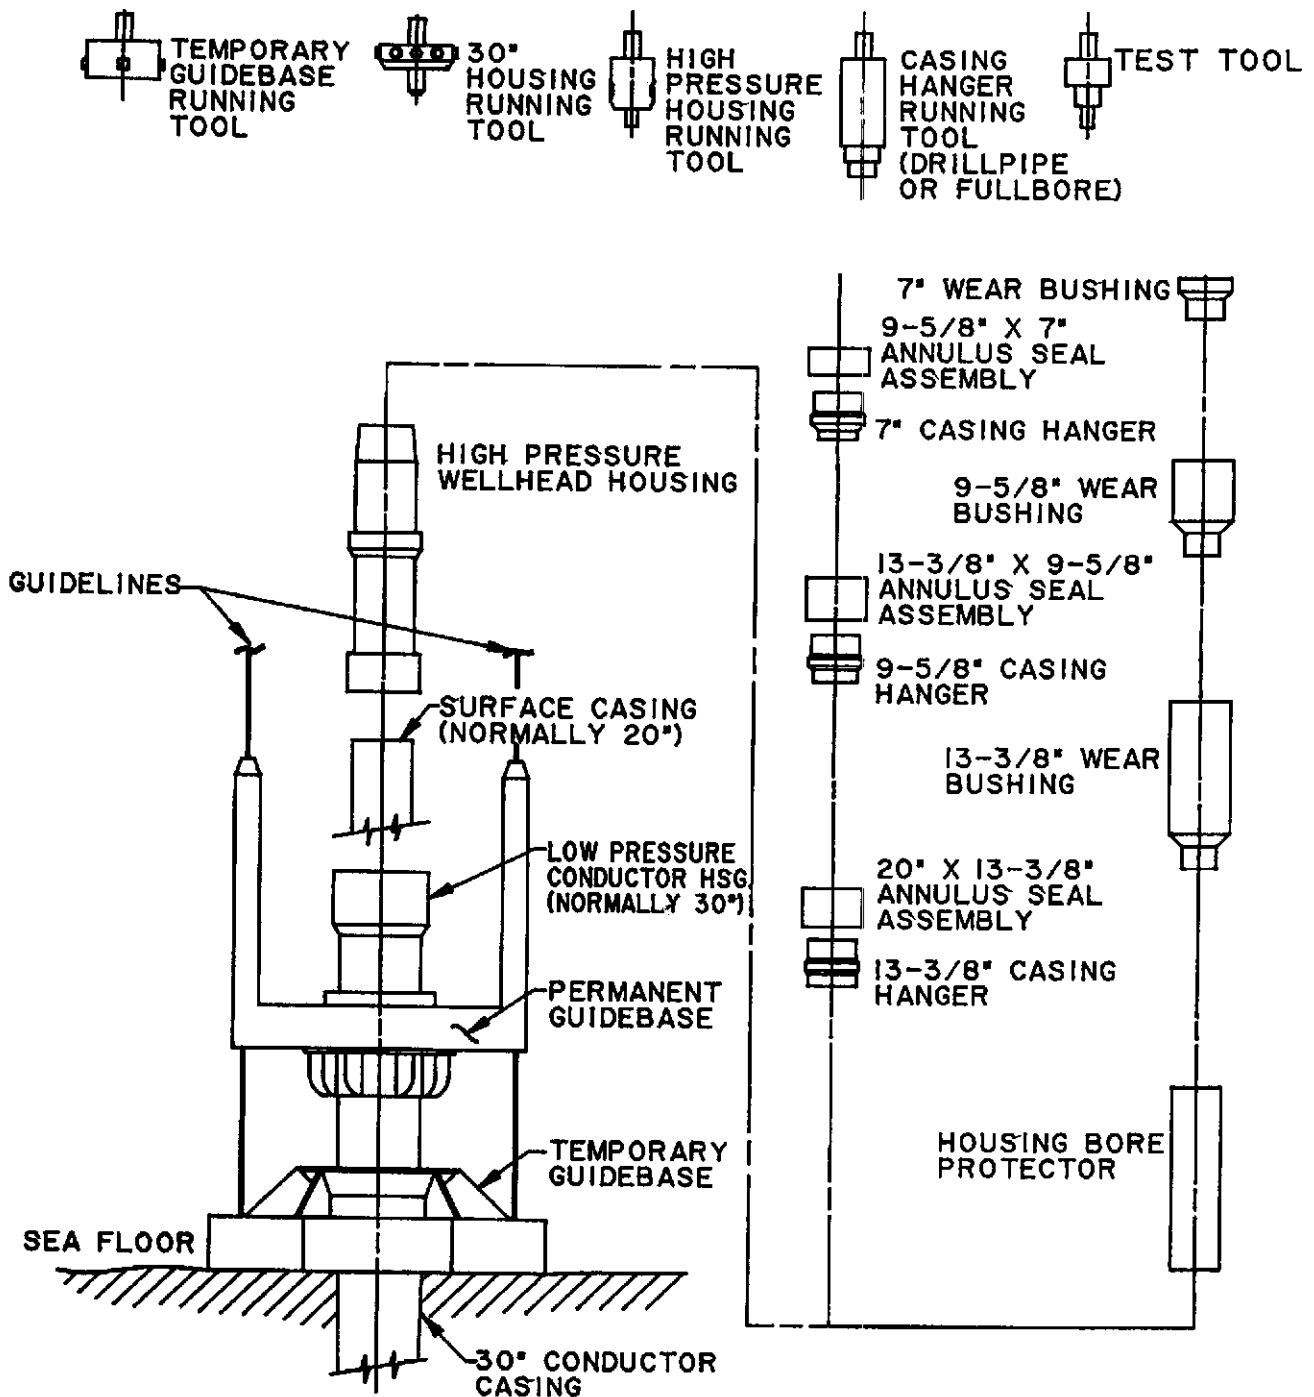 TEMPORARY
GUIDEBASE
RUNNING
TOOL
30"
HOUSING
RUNNING
TOOL
HIGH
PRESSURE
HOUSING
RUNNING
TOOL
CASING
HANGER
RUNNING
TOOL
(DRILLPIPE
OR FULLBORE)
TEST TOOL
HIGH PRESSURE
WELLHEAD HOUSING
GUIDELINES
SURFACE CASING
(NORMALLY 20")
LOW PRESSURE
CONDUCTOR HSG
(NORMALLY 30")
PERMANENT
GUIDEBASE
TEMPORARY
GUIDEBASE
SEA FLOOR
30" CONDUCTOR
CASING
7" WEAR BUSHING
9-5/8" X 7"
ANNULUS SEAL
ASSEMBLY
7" CASING HANGER
9-5/8" WEAR
BUSHING
13-3/8" X 9-5/8"
ANNULUS SEAL
ASSEMBLY
9-5/8" CASING
HANGER
13-3/8" WEAR
BUSHING
20" X 13-3/8"
ANNULUS SEAL
ASSEMBLY
13-3/8" CASING
HANGER
HOUSING BORE
PROTECTOR